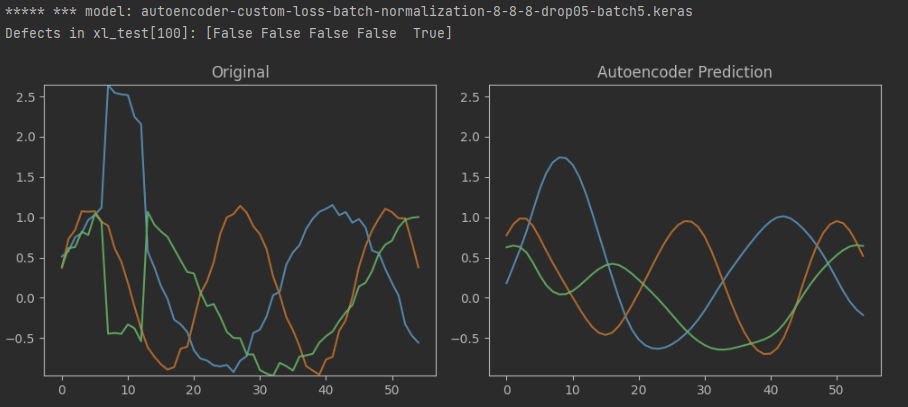 ***** *** model: autoencoder-custom-loss-batch-normalization-8-8-8-drop05-batch5.keras
Defects in xl_test[100]: [False False False False  True]
Original
Autoencoder Prediction
2.5
2.0
1.5
1.0
0.5
0.0
−0.5
0 10 20 30 40 50
2.5
2.0
1.5
1.0
0.5
0.0
−0.5
0 10 20 30 40 50